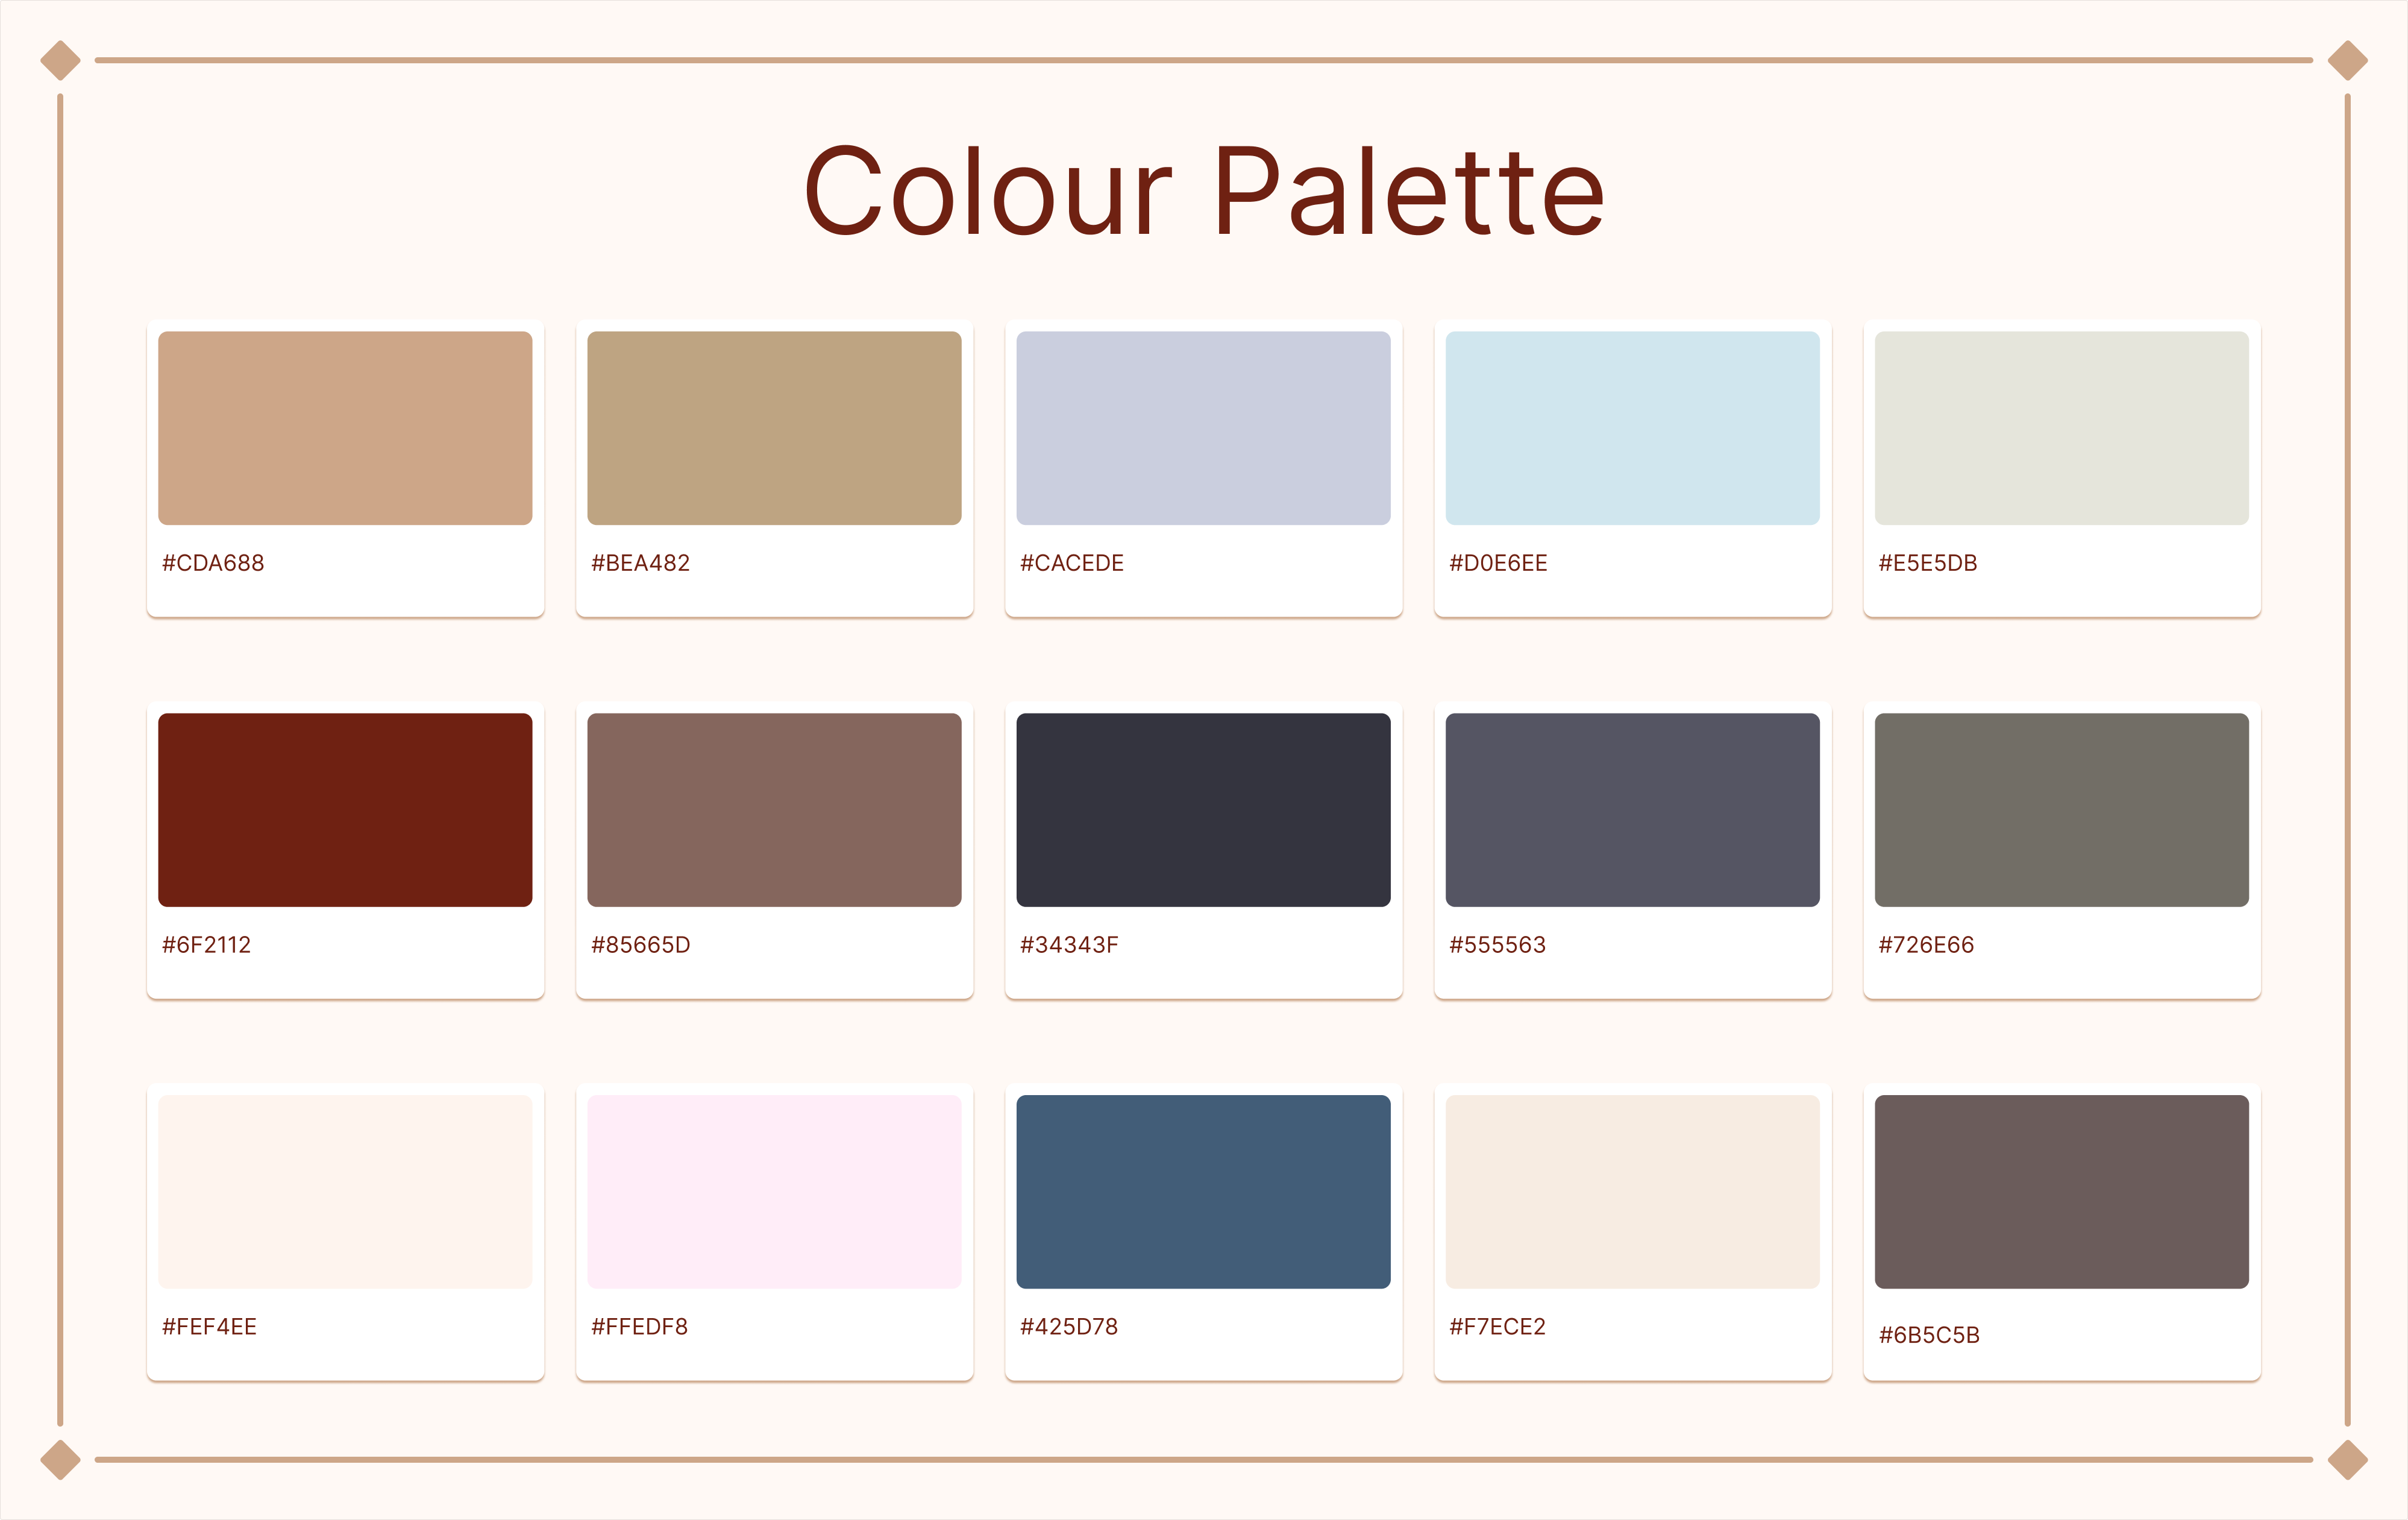 Colour Palette
#CDA688
#BEA482
#CACEDE
#D0E6EE
#E5E5DB
#6F2112
#85665D
#34343F
#555563
#726E66
#FEF4EE
#FFEDF8
#425D78
#F7ECE2
#6B5C5B